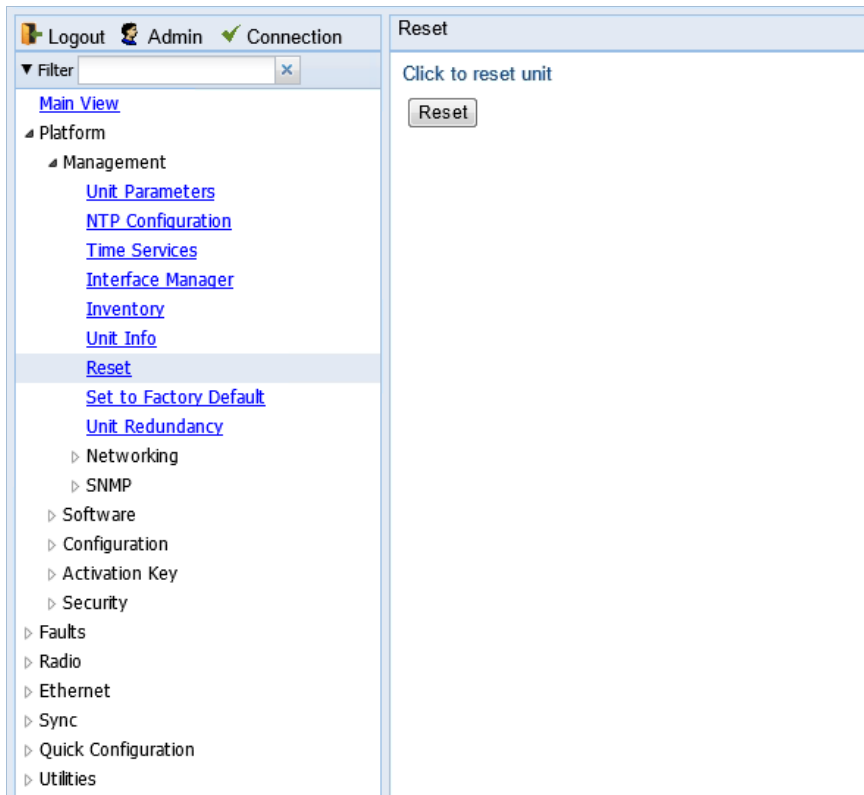 Logout Admin Connection
Filter
Main View
Platform
Management
Unit Parameters
NTP Configuration
Time Services
Interface Manager
Inventory
Unit Info
Reset
Set to Factory Default
Unit Redundancy
Networking
SNMP
Software
Configuration
Activation Key
Security
Faults
Radio
Ethernet
Sync
Quick Configuration
Utilities
Reset
Click to reset unit
Reset